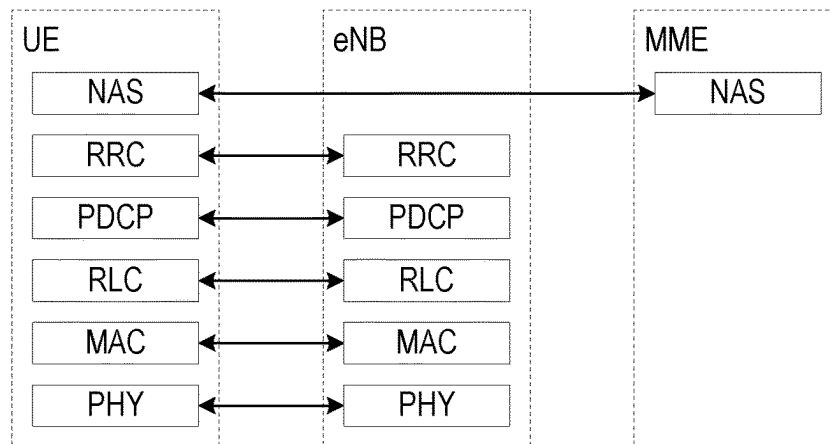 UE eNB MME
NAS NAS
RRC RRC
PDCP PDCP
RLC RLC
MAC MAC
PHY PHY